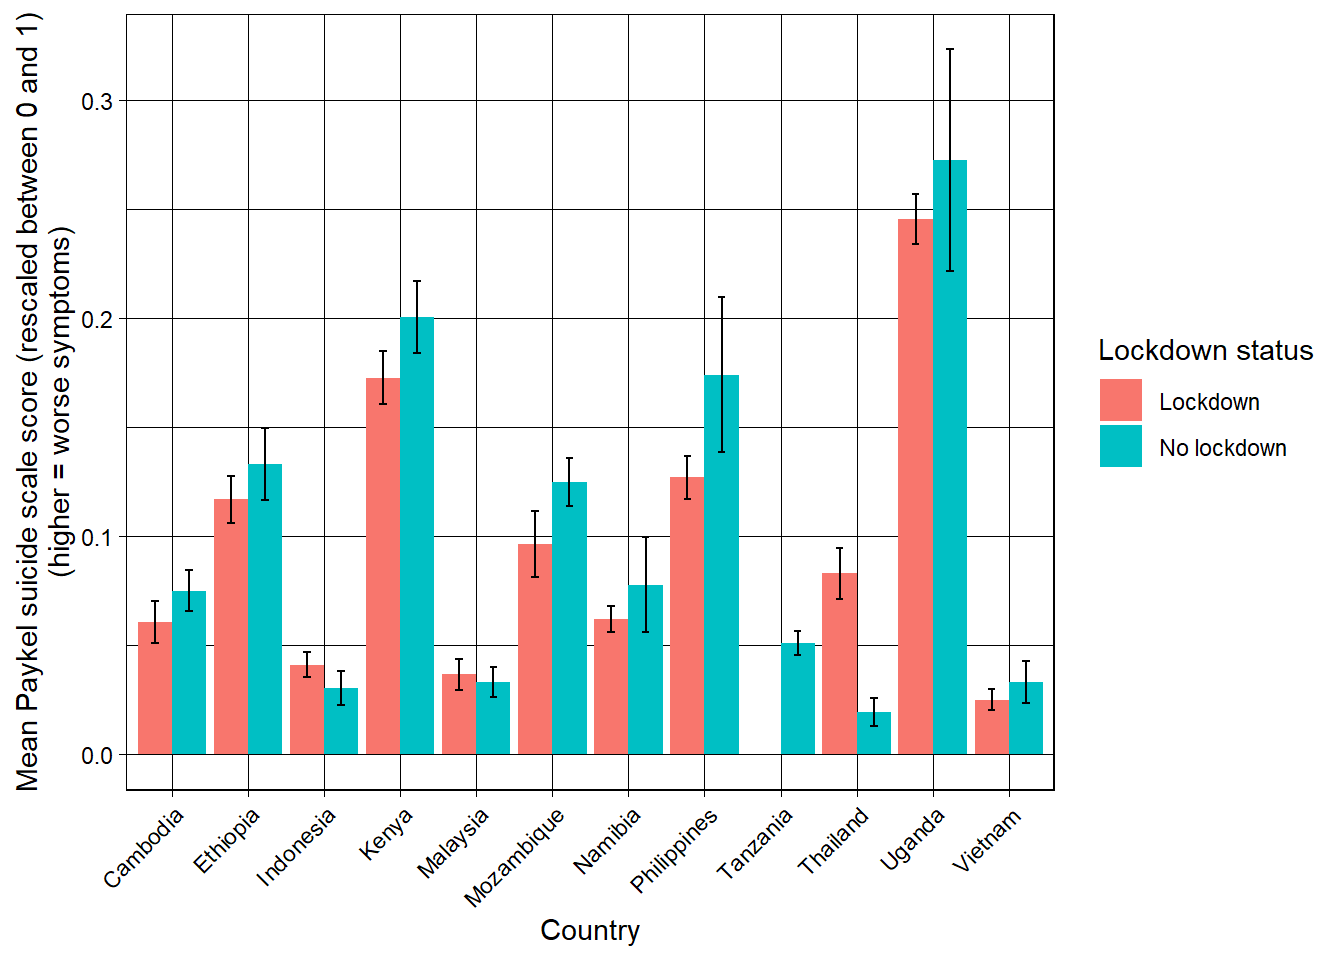 Mean Paykel suicide scale score (rescaled between 0 and 1)
(higher = worse symptoms)
0.3
0.2
0.1
0.0
Cambodia
Ethiopia
Indonesia
Kenya
Malaysia
Mozambique
Namibia
Philippines
Tanzania
Thailand
Uganda
Vietnam
Country
Lockdown status
Lockdown
No lockdown